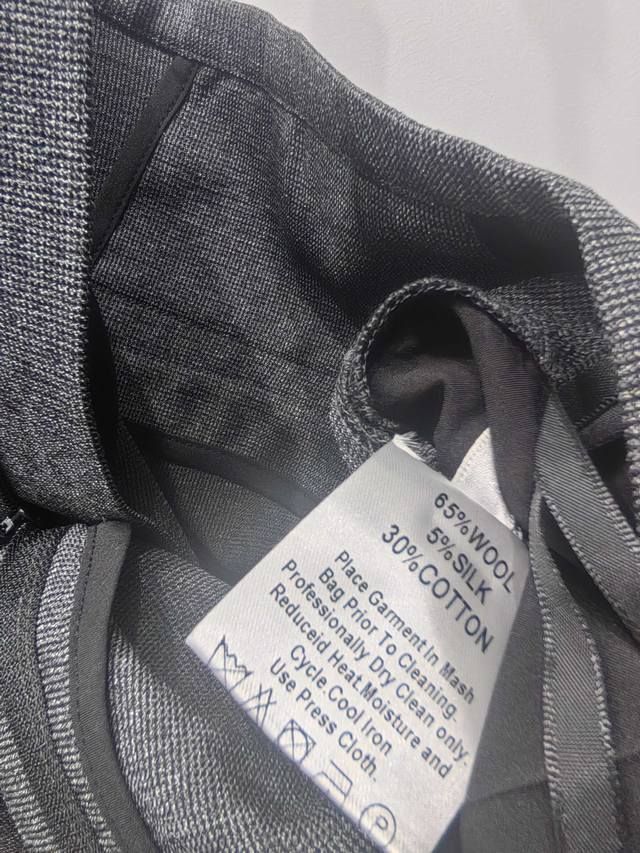 65%WOOL
5%SILK
30%COTTON
Place Garment In Mash
Bag Prior To Cleaning.
Professionally Dry Clean only.
Reduceid Heat.Moisture and
Cycle.Cool Iron.
Use Press Cloth.
P